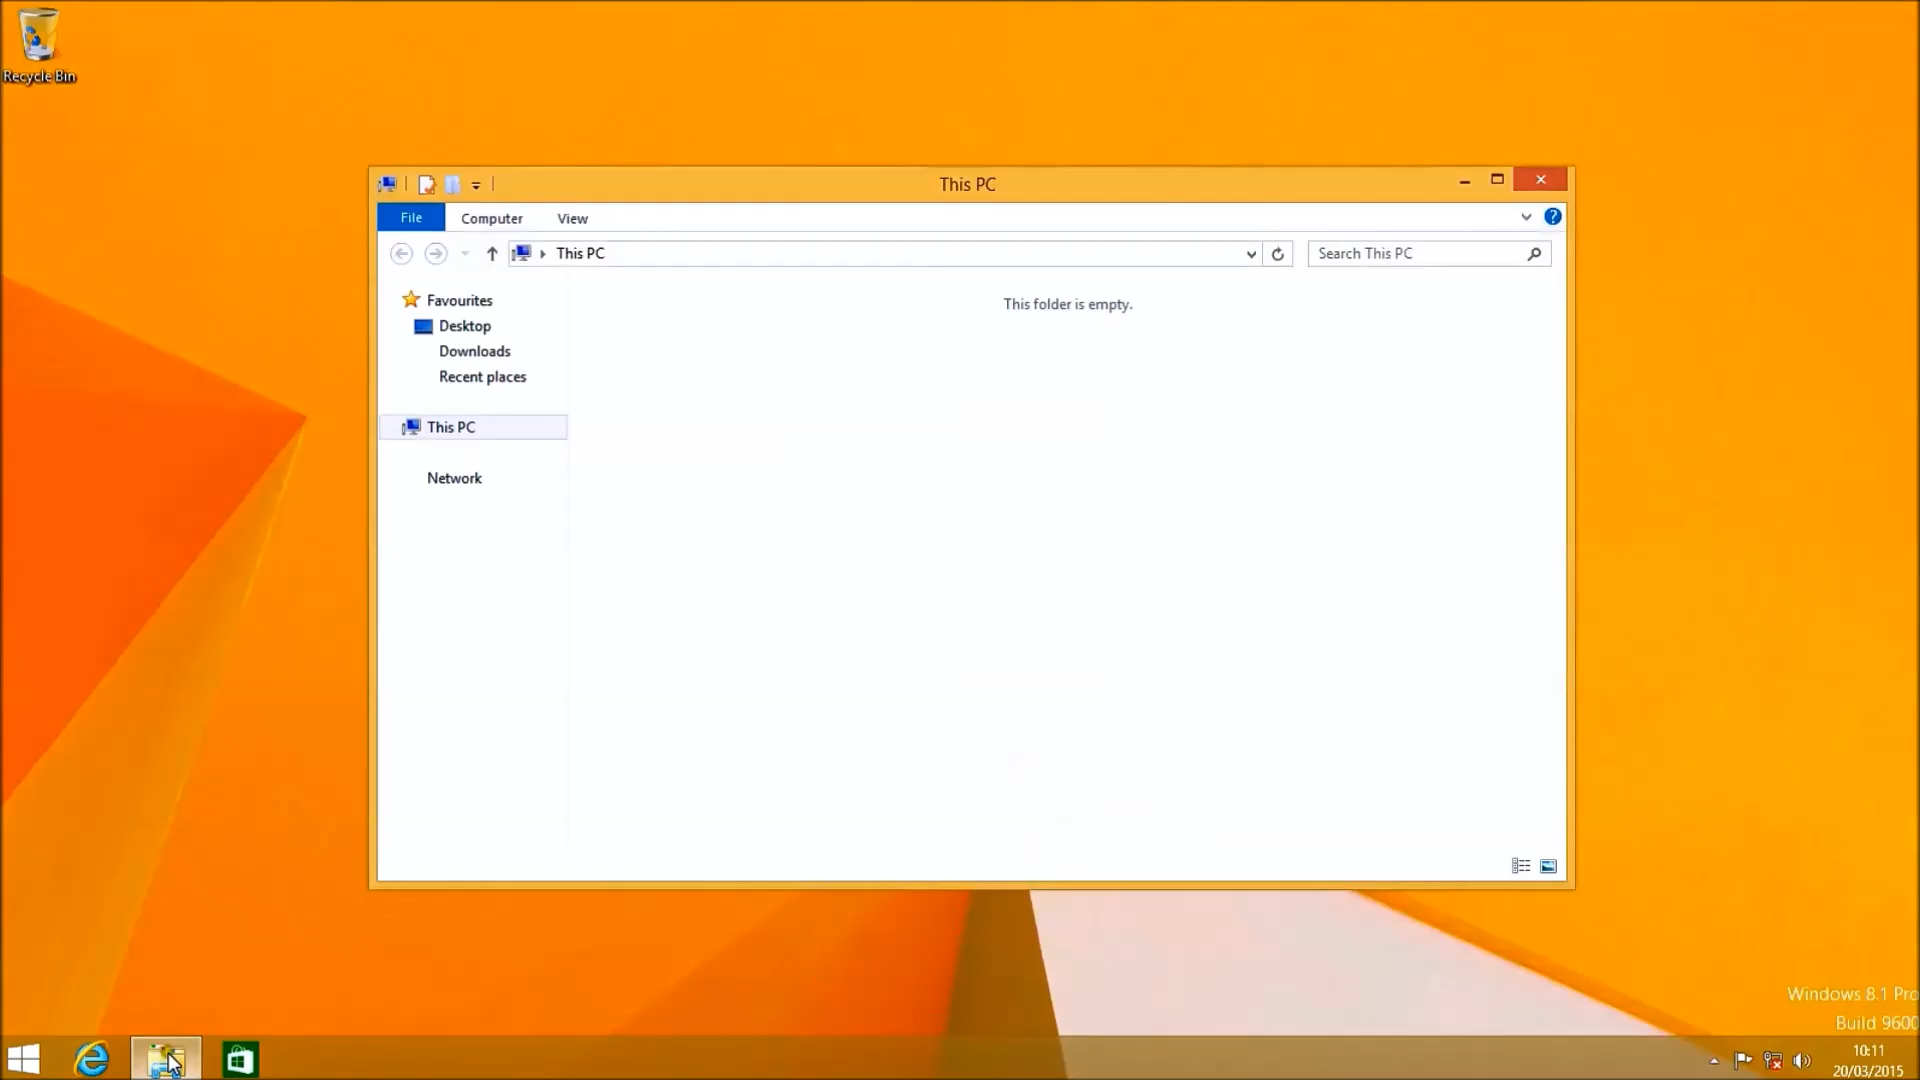 Recycle Bin
This PC
File
Computer
View
This PC
Search This PC
Favourites
Desktop
Downloads
Recent places
This PC
Network
This folder is empty.
Windows 8.1 Pro
Build 9600
10:11
20/03/2015